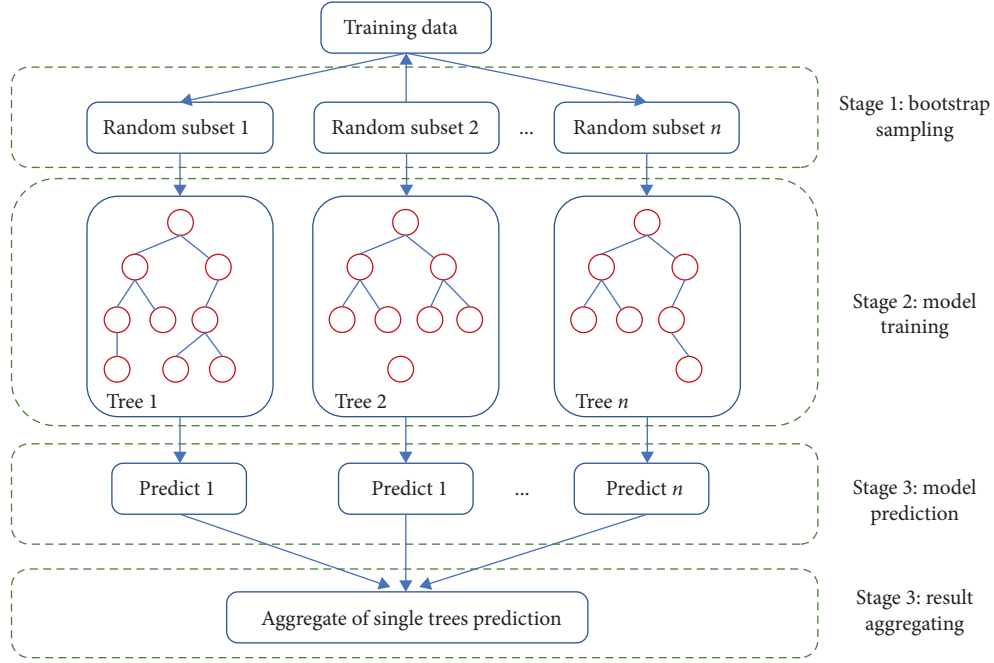 Training data
Random subset 1
Random subset 2
...
Random subset n
Stage 1: bootstrap
sampling
Tree 1
Tree 2
Tree n
Stage 2: model
training
Predict 1
Predict 1
...
Predict n
Stage 3: model
prediction
Aggregate of single trees prediction
Stage 3: result
aggregating